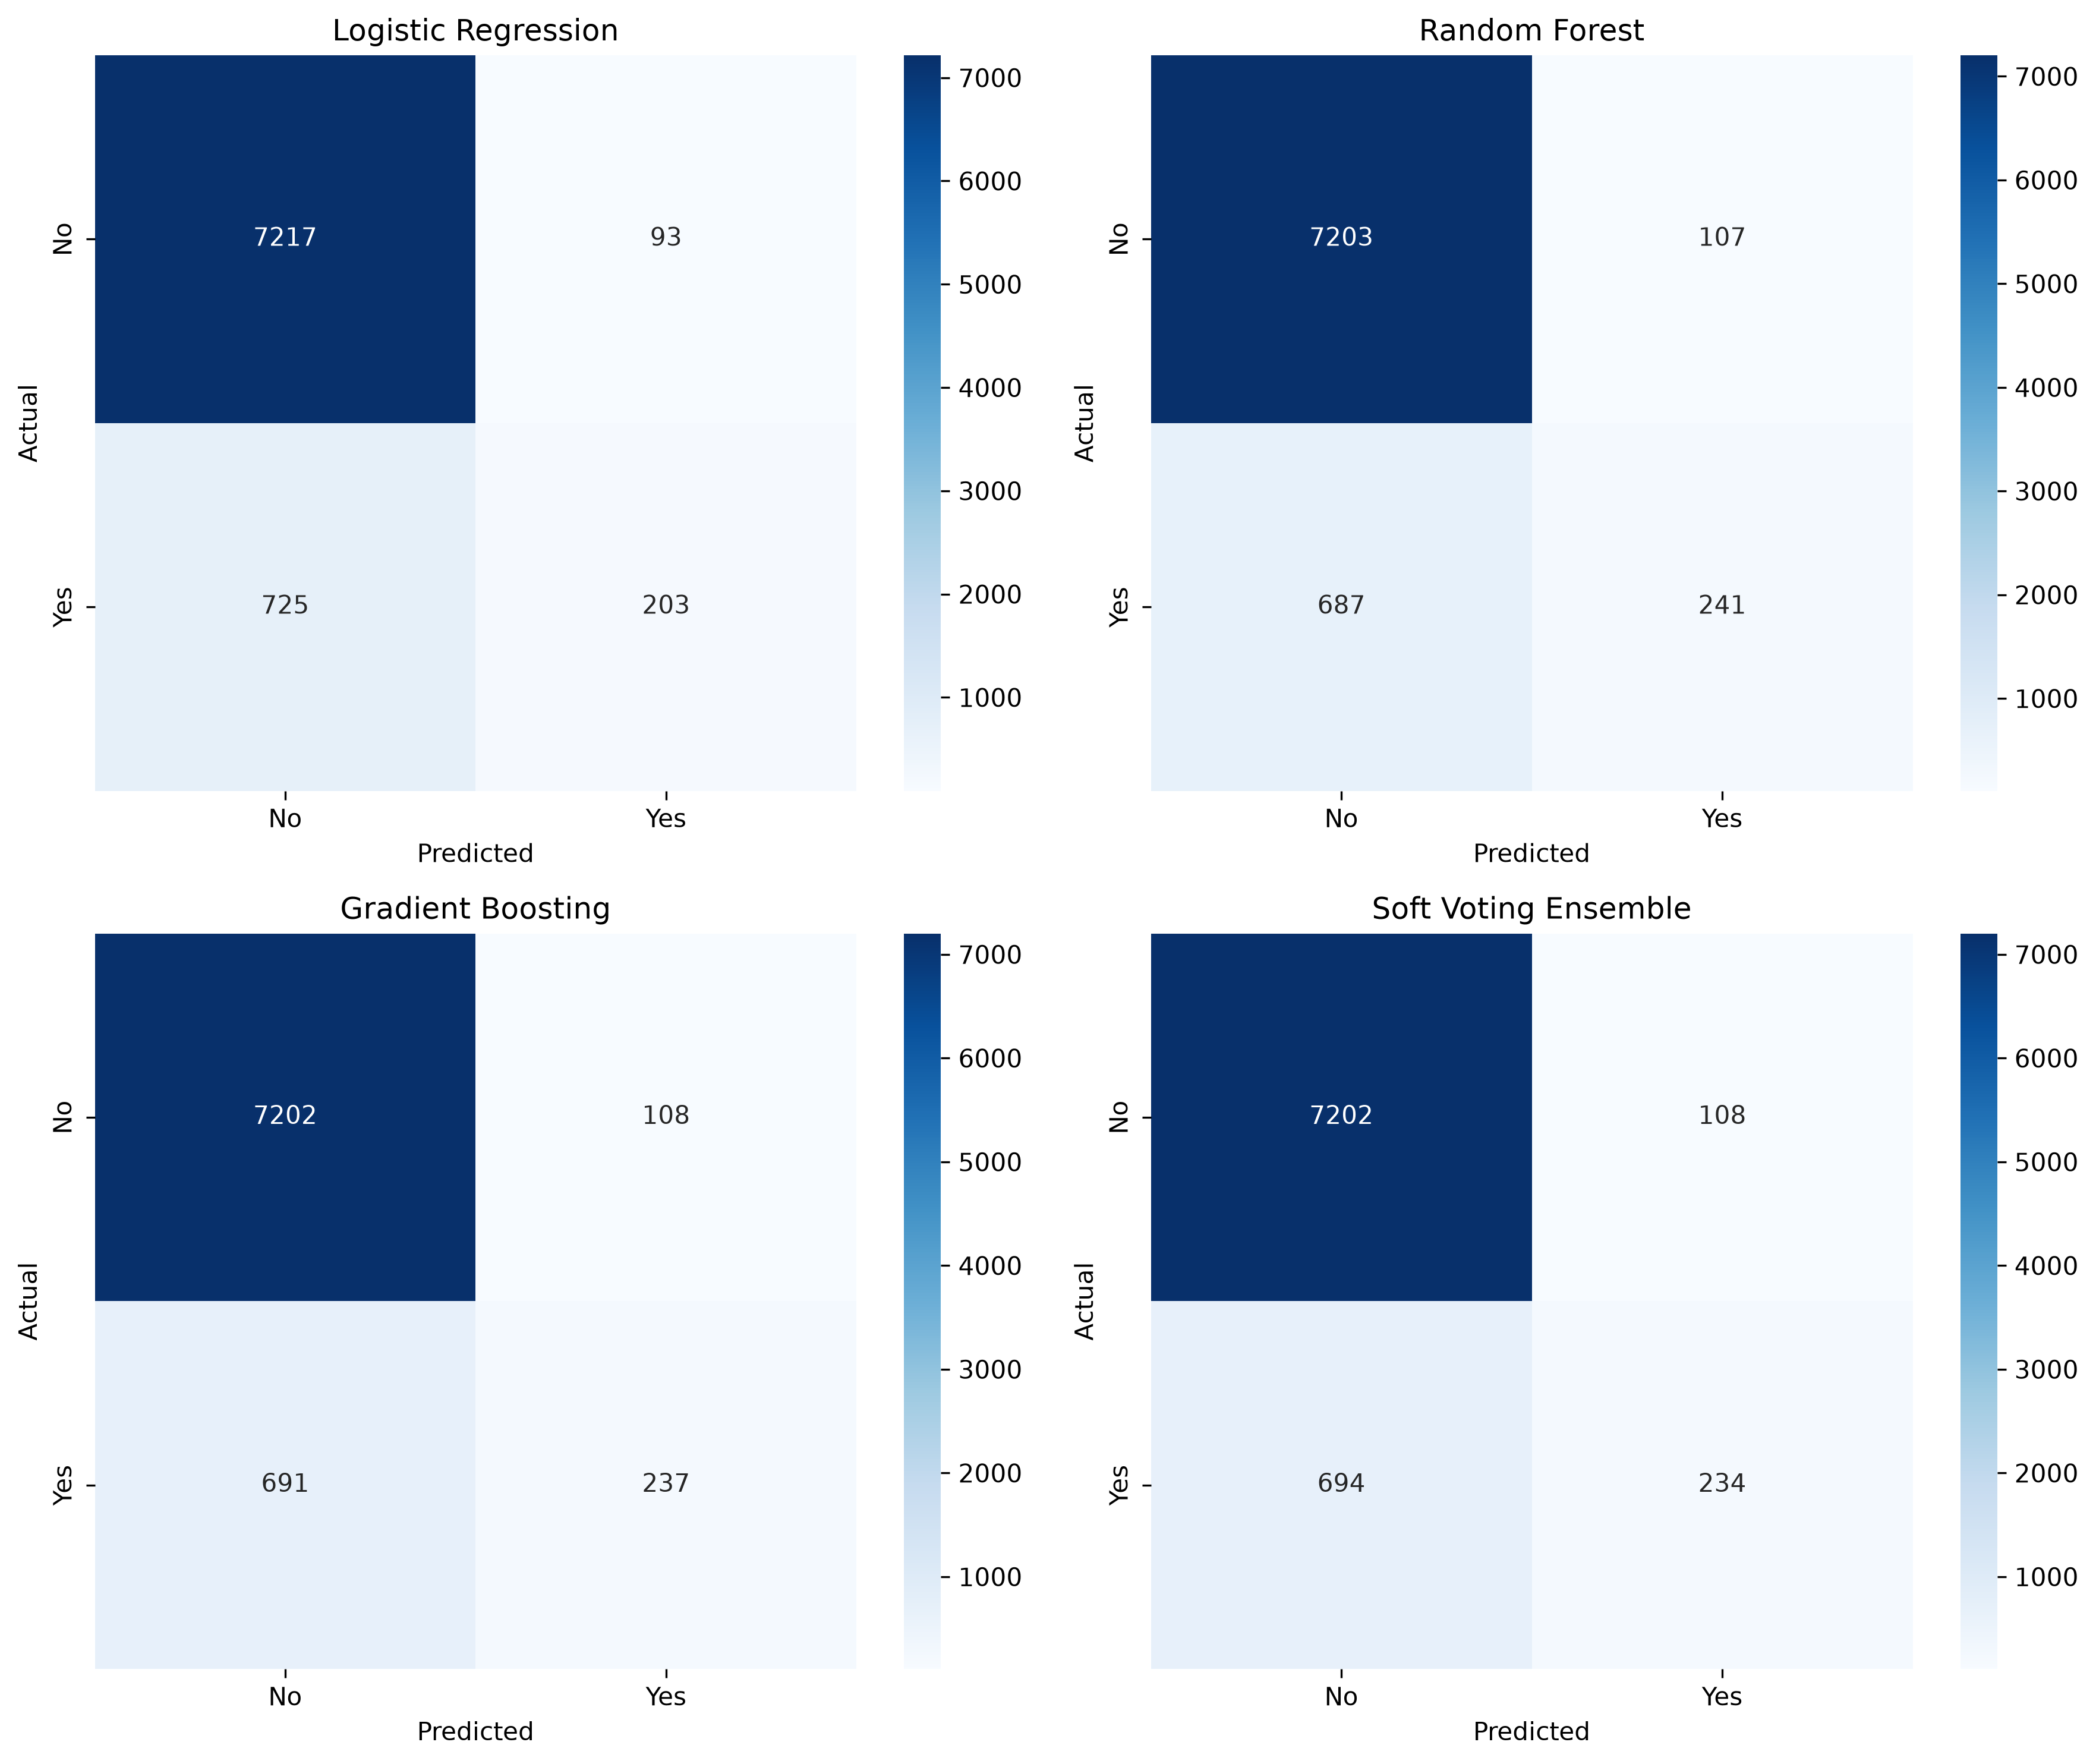 Logistic Regression
7217
93
725
203
No
Yes
Actual
No
Yes
Predicted
7000
6000
5000
4000
3000
2000
1000
Random Forest
7203
107
687
241
No
Yes
Actual
No
Yes
Predicted
7000
6000
5000
4000
3000
2000
1000
Gradient Boosting
7202
108
691
237
No
Yes
Actual
No
Yes
Predicted
7000
6000
5000
4000
3000
2000
1000
Soft Voting Ensemble
7202
108
694
234
No
Yes
Actual
No
Yes
Predicted
7000
6000
5000
4000
3000
2000
1000